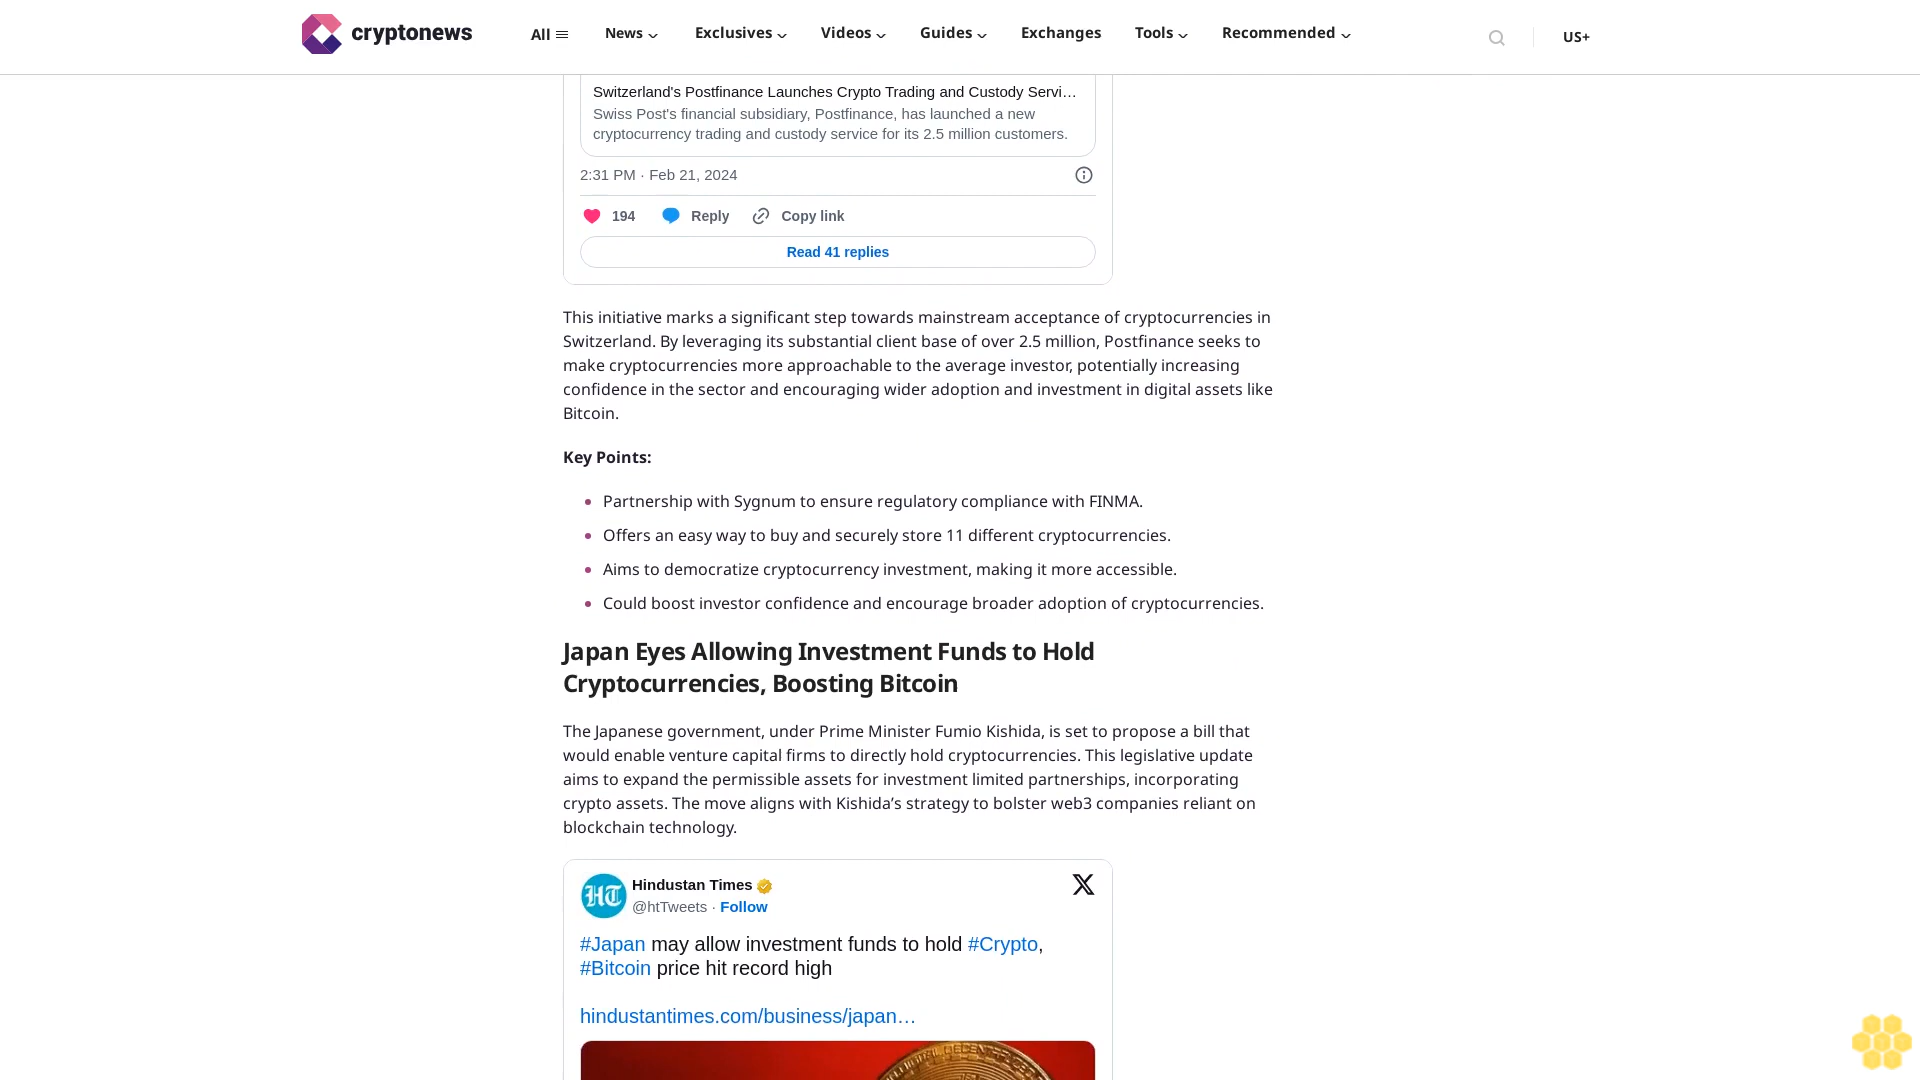 cryptonews
All
News
Exclusives
Videos
Guides
Exchanges
Tools
Recommended
US+
Switzerland's Postfinance Launches Crypto Trading and Custody Servi…
Swiss Post's financial subsidiary, Postfinance, has launched a new
cryptocurrency trading and custody service for its 2.5 million customers.
2:31 PM · Feb 21, 2024
194 Reply Copy link
Read 41 replies
This initiative marks a significant step towards mainstream acceptance of cryptocurrencies in
Switzerland. By leveraging its substantial client base of over 2.5 million, Postfinance seeks to
make cryptocurrencies more approachable to the average investor, potentially increasing
confidence in the sector and encouraging wider adoption and investment in digital assets like
Bitcoin.
Key Points:
Partnership with Sygnum to ensure regulatory compliance with FINMA.
Offers an easy way to buy and securely store 11 different cryptocurrencies.
Aims to democratize cryptocurrency investment, making it more accessible.
Could boost investor confidence and encourage broader adoption of cryptocurrencies.
Japan Eyes Allowing Investment Funds to Hold
Cryptocurrencies, Boosting Bitcoin
The Japanese government, under Prime Minister Fumio Kishida, is set to propose a bill that
would enable venture capital firms to directly hold cryptocurrencies. This legislative update
aims to expand the permissible assets for investment limited partnerships, incorporating
crypto assets. The move aligns with Kishida’s strategy to bolster web3 companies reliant on
blockchain technology.
HT
Hindustan Times
@htTweets · Follow
#Japan may allow investment funds to hold #Crypto,
#Bitcoin price hit record high
hindustantimes.com/business/japan…